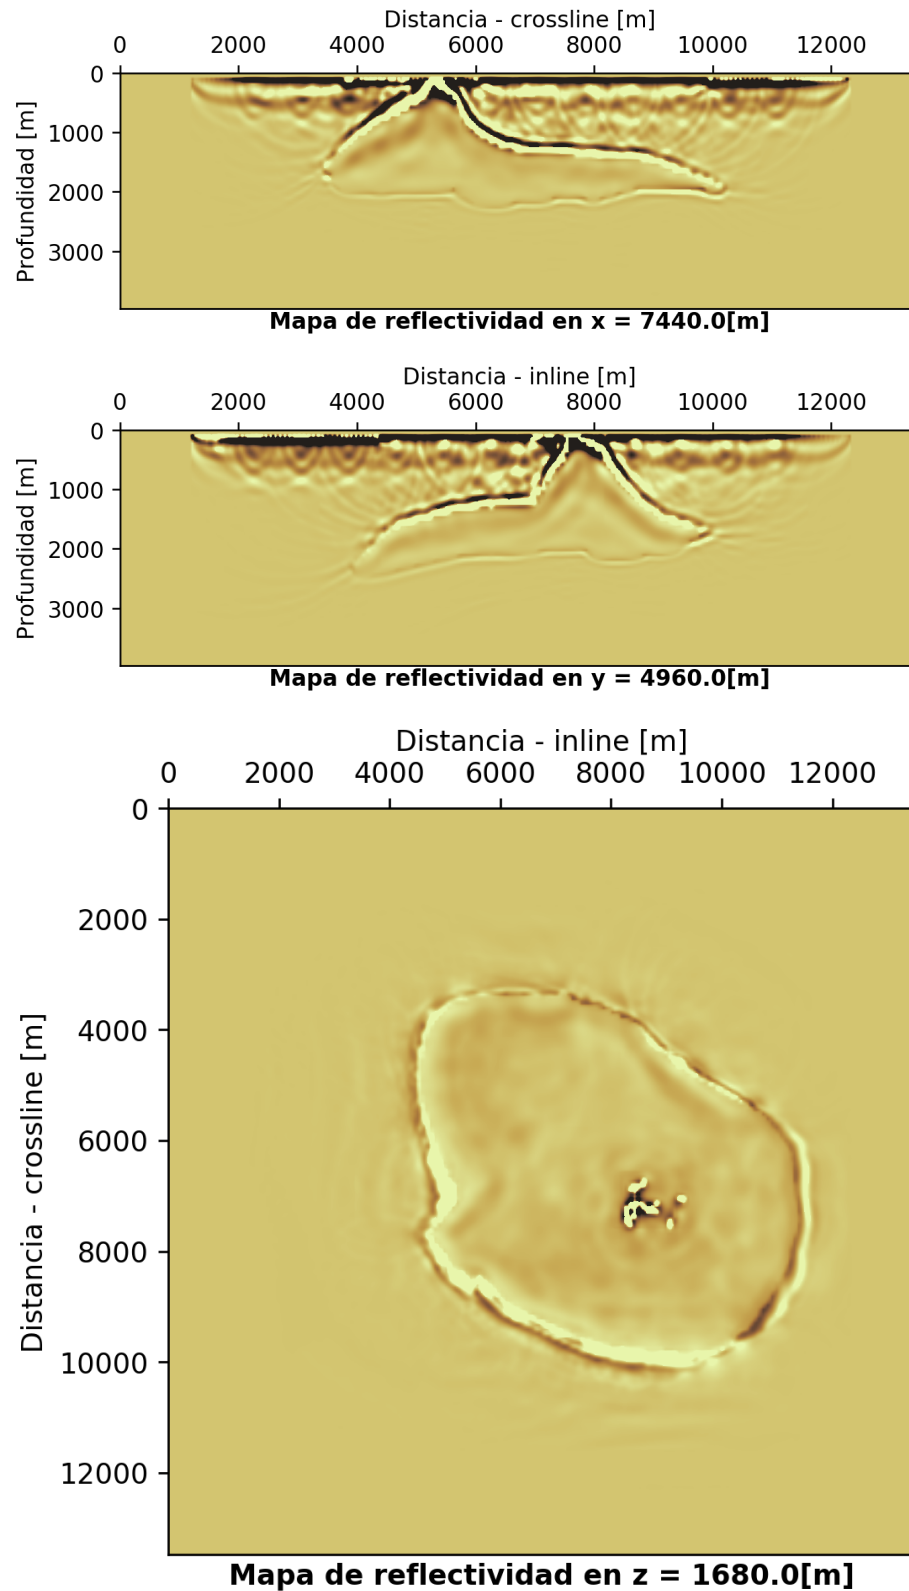 Distancia - crossline [m]
0 2000 4000 6000 8000 10000 12000
0
1000
2000
3000
Profundidad [m]
Mapa de reflectividad en x = 7440.0[m]
Distancia - inline [m]
0 2000 4000 6000 8000 10000 12000
0
1000
2000
3000
Profundidad [m]
Mapa de reflectividad en y = 4960.0[m]
Distancia - inline [m]
0 2000 4000 6000 8000 10000 12000
0
2000
4000
6000
8000
10000
12000
Distancia - crossline [m]
Mapa de reflectividad en z = 1680.0[m]